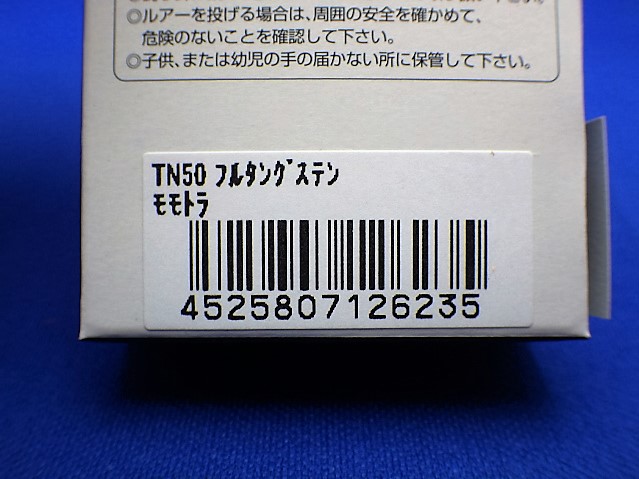 ◎ルアーを投げる場合は、周囲の安全を確かめて、
危険のないことを確認して下さい。
◎子供、または幼児の手の届かない所に保管して下さい。
TN50 ﾌﾙﾀﾝｸﾞｽﾃﾝ
ﾓﾓﾄﾗ
4525807126235